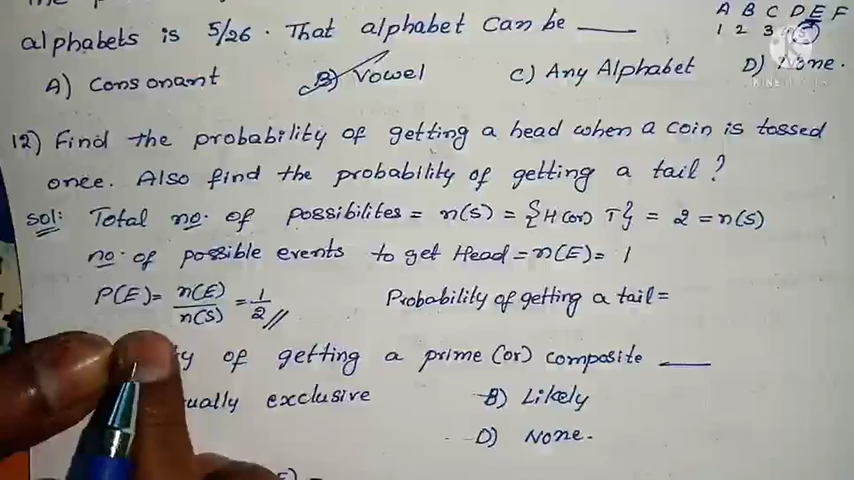 A B C D E F
alphabets is 5/26. That alphabet can be ____
1 2 3 4 5
A) Consonant B) Vowel C) Any Alphabet D) None.
12) Find the probability of getting a head when a coin is tossed
once. Also find the probability of getting a tail?
Sol: Total no. of possibilites = n(S) = {H (or) T} = 2 = n(S)
no. of possible events to get Head = n(E) = 1
P(E) = n(E)/n(S) = 1/2 // Probability of getting a tail =
of getting a prime (or) composite ____
exclusive B) Likely
D) None.